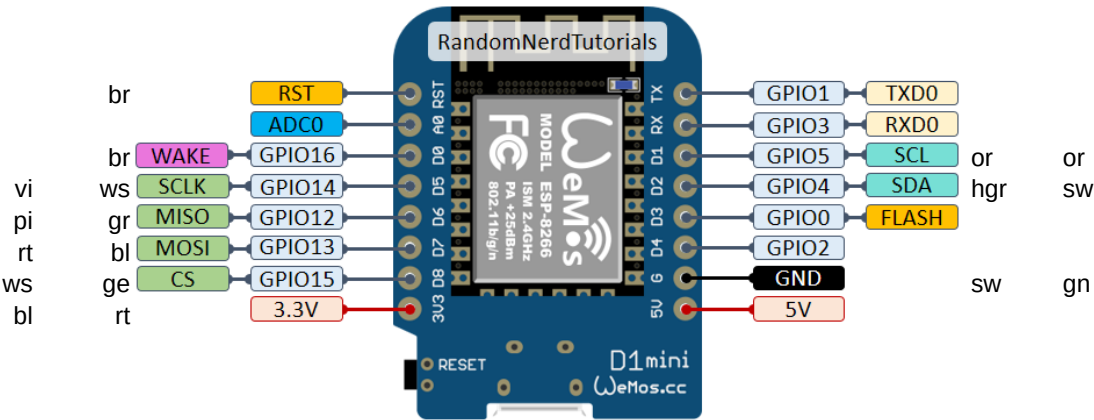 RandomNerdTutorials
br RST RST TX GPIO1 TXD0
ADC0 A0 RX GPIO3 RXD0
br WAKE GPIO16 D0 D1 GPIO5 SCL or or
vi ws SCLK GPIO14 D5 D2 GPIO4 SDA hgr sw
pi gr MISO GPIO12 D6 D3 GPIO0 FLASH
rt bl MOSI GPIO13 D7 D4 GPIO2
ws ge CS GPIO15 D8 G GND sw gn
bl rt 3.3V 3V3 5V 5V
WeMos
MODEL ESP-8266
ISM 2.4GHz
PA +25dBm
802.11b/g/n
FC
RESET
D1mini
WeMos.cc